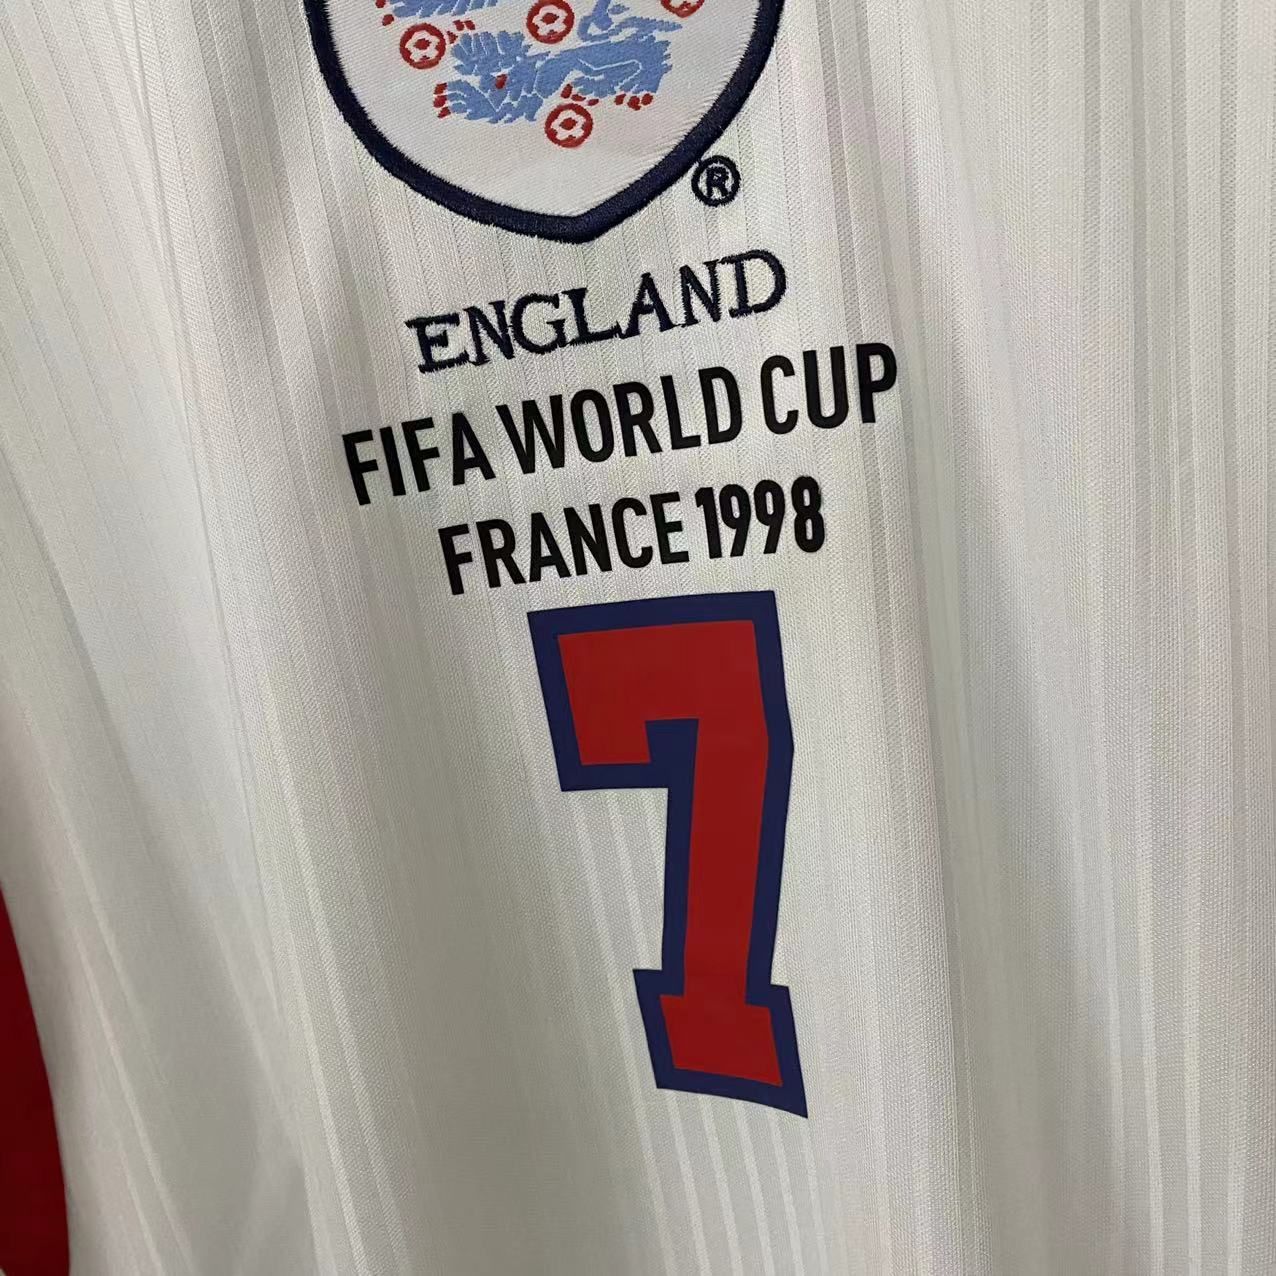 ®
ENGLAND
FIFA WORLD CUP
FRANCE 1998
7